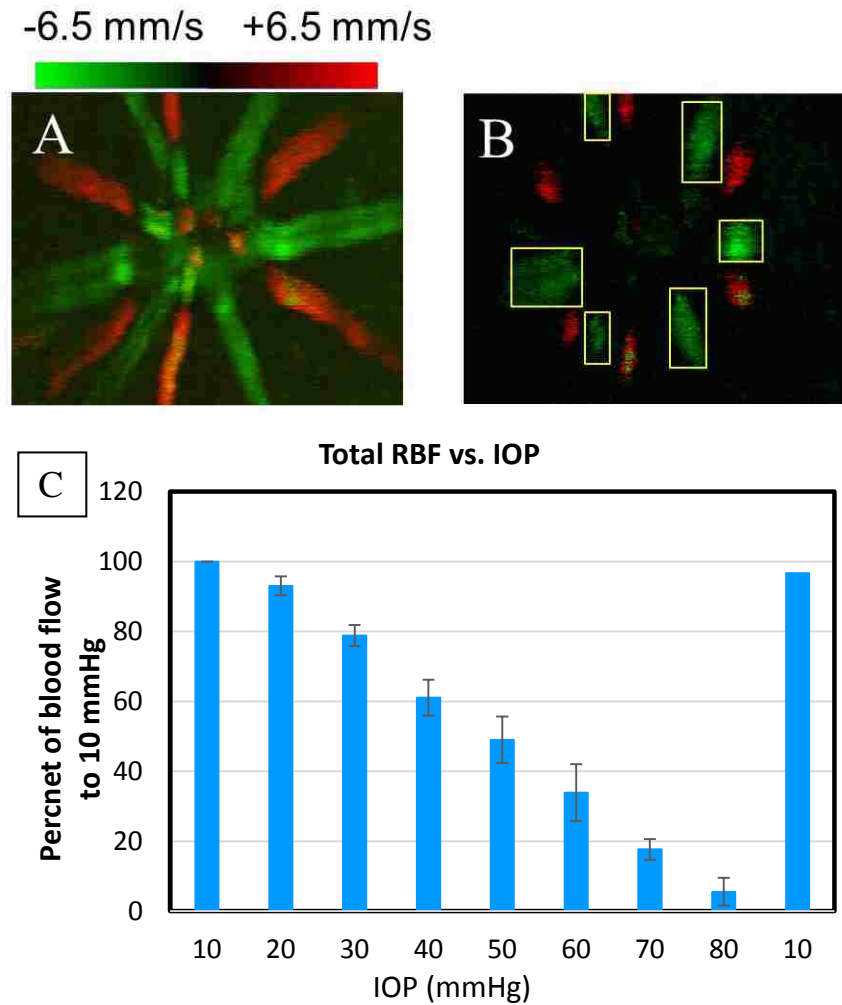 -6.5 mm/s +6.5 mm/s
A
B
C
Total RBF vs. IOP
Percnet of blood flow
to 10 mmHg
120
100
80
60
40
20
0
10 20 30 40 50 60 70 80 10
IOP (mmHg)